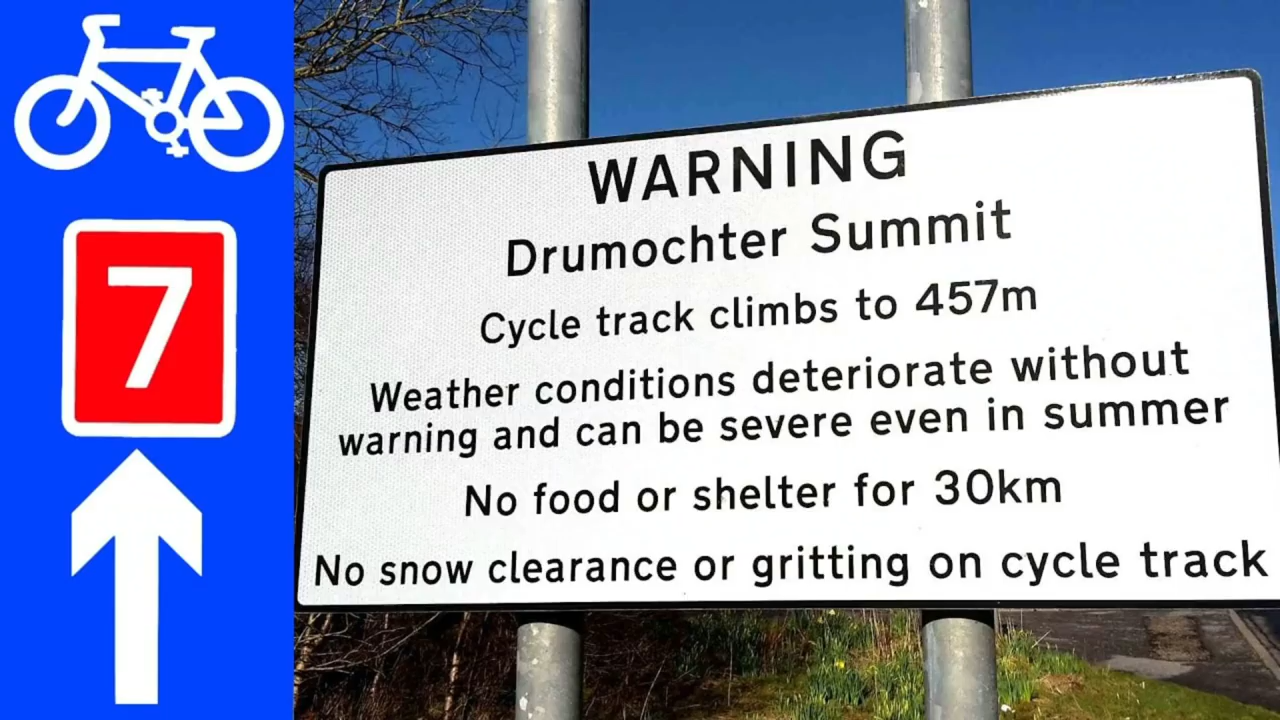 7
WARNING
Drumochter Summit
Cycle track climbs to 457m
Weather conditions deteriorate without
warning and can be severe even in summer
No food or shelter for 30km
No snow clearance or gritting on cycle track